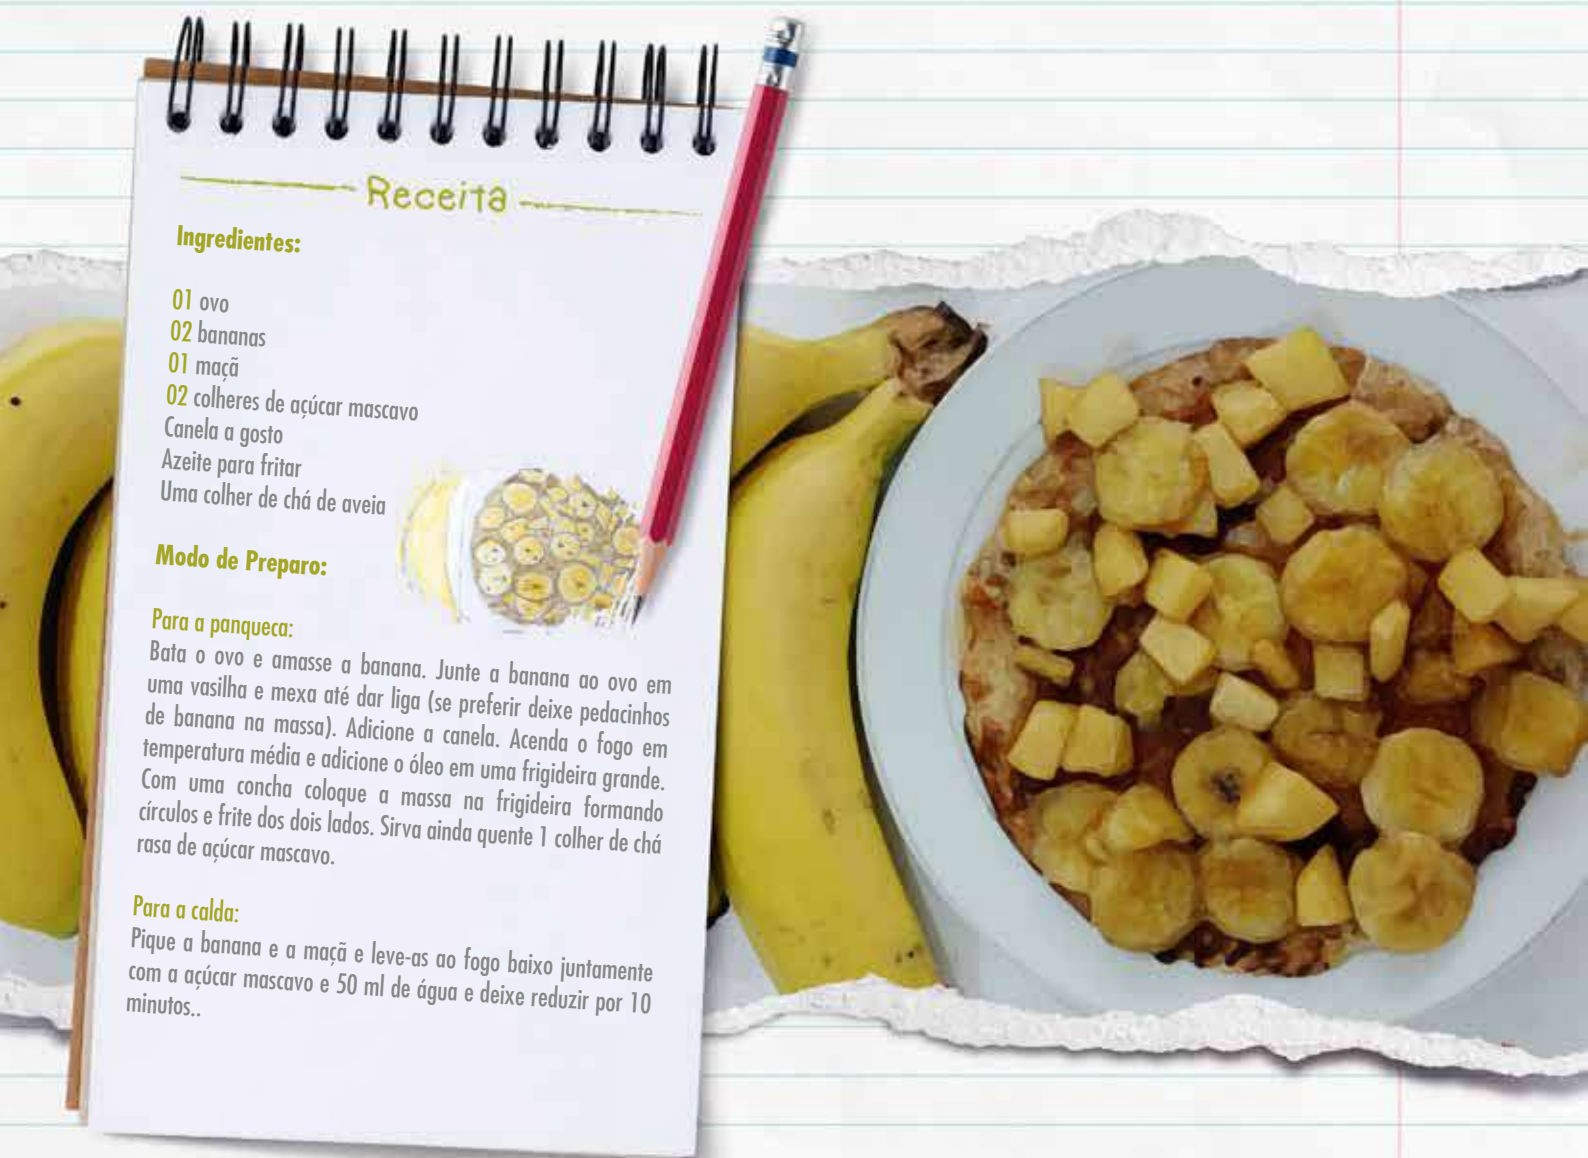 Receita
Ingredientes:
01 ovo
02 bananas
01 maçã
02 colheres de açúcar mascavo
Canela a gosto
Azeite para fritar
Uma colher de chá de aveia
Modo de Preparo:
Para a panqueca:
Bata o ovo e amasse a banana. Junte a banana ao ovo em
uma vasilha e mexa até dar liga (se preferir deixe pedacinhos
de banana na massa). Adicione a canela. Acenda o fogo em
temperatura média e adicione o óleo em uma frigideira grande.
Com uma concha coloque a massa na frigideira formando
círculos e frite dos dois lados. Sirva ainda quente 1 colher de chá
rasa de açúcar mascavo.
Para a calda:
Pique a banana e a maçã e leve-as ao fogo baixo juntamente
com a açúcar mascavo e 50 ml de água e deixe reduzir por 10
minutos..